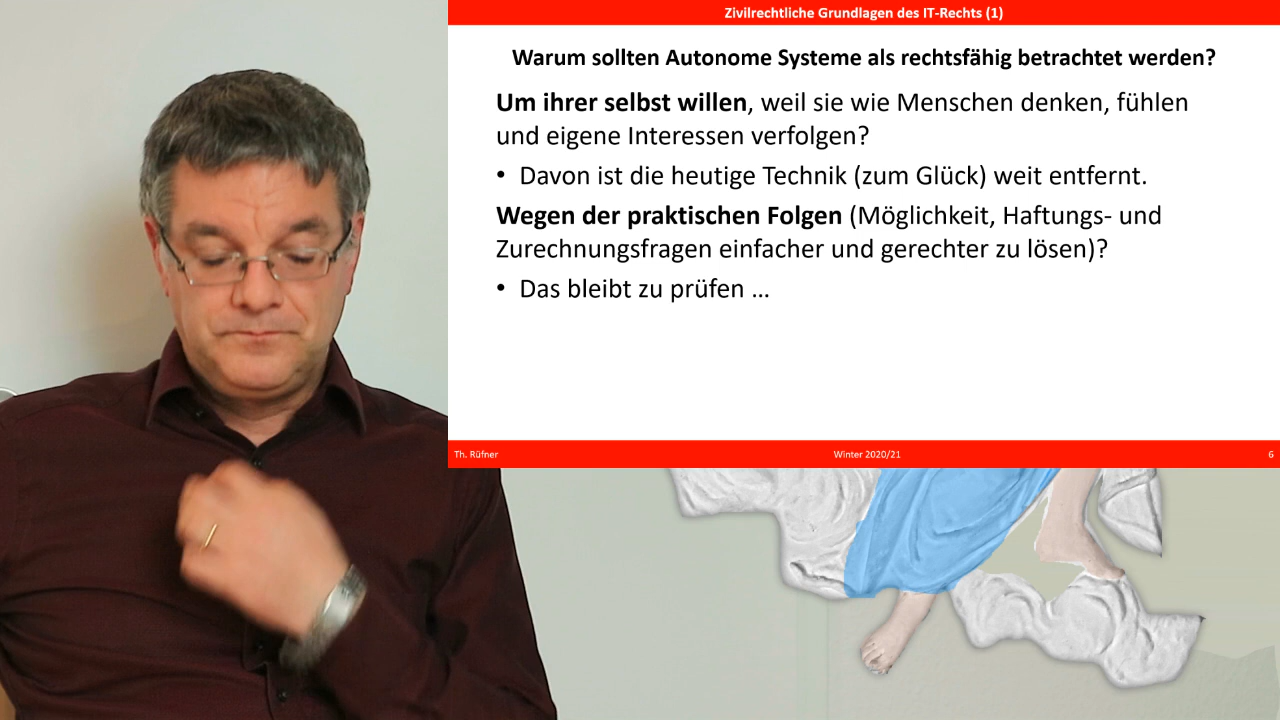 Zivilrechtliche Grundlagen des IT-Rechts (1)
Warum sollten Autonome Systeme als rechtsfähig betrachtet werden?
Um ihrer selbst willen, weil sie wie Menschen denken, fühlen
und eigene Interessen verfolgen?
• Davon ist die heutige Technik (zum Glück) weit entfernt.
Wegen der praktischen Folgen (Möglichkeit, Haftungs- und
Zurechnungsfragen einfacher und gerechter zu lösen)?
• Das bleibt zu prüfen ...
Th. Rüfner
Winter 2020/21
6